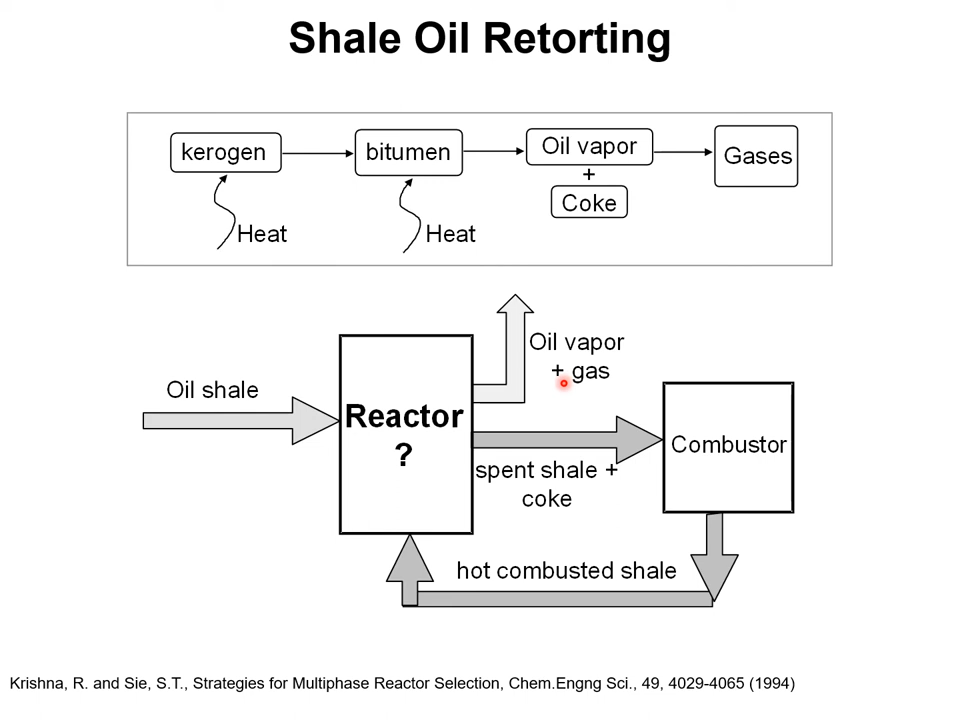 Shale Oil Retorting
kerogen
bitumen
Oil vapor
+
Coke
Gases
Heat
Heat
Oil vapor
+ gas
Oil shale
Reactor
?
Combustor
spent shale +
coke
hot combusted shale
Krishna, R. and Sie, S.T., Strategies for Multiphase Reactor Selection, Chem.Engng Sci., 49, 4029-4065 (1994)